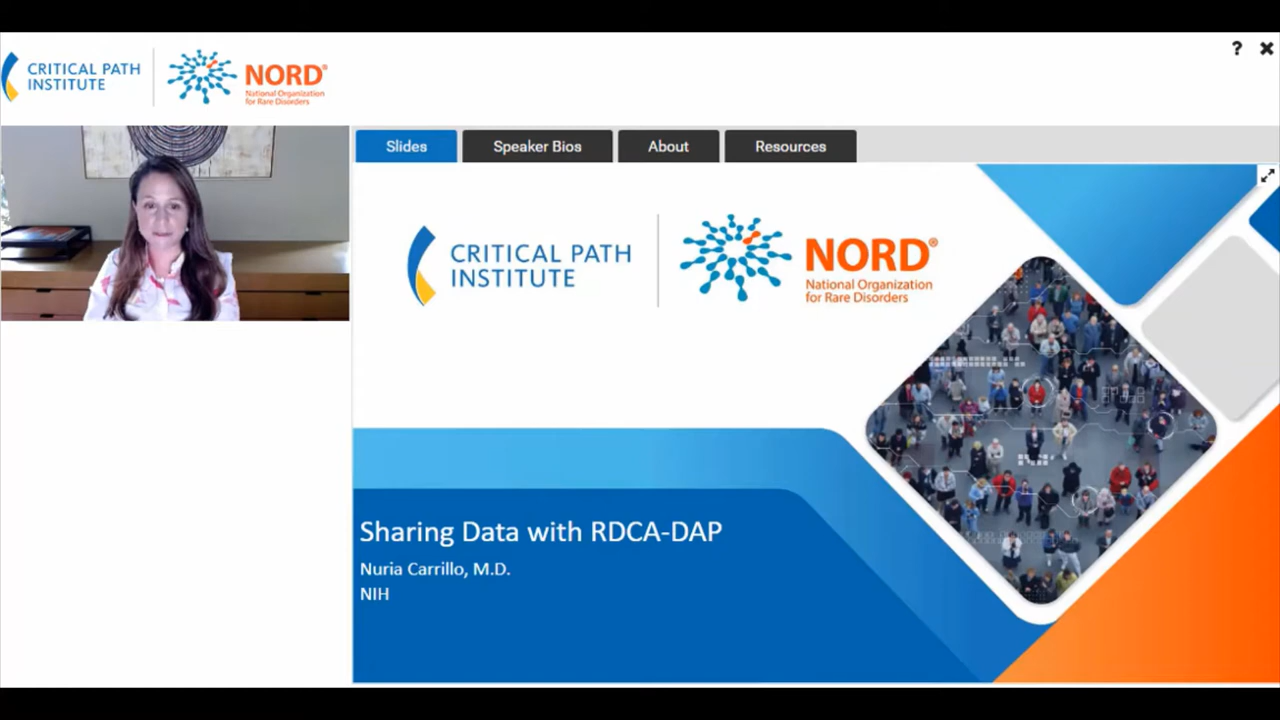 CRITICAL PATH
INSTITUTE
NORD®
National Organization
for Rare Disorders
? ✖
Slides
Speaker Bios
About
Resources
CRITICAL PATH
INSTITUTE
NORD®
National Organization
for Rare Disorders
Sharing Data with RDCA-DAP
Nuria Carrillo, M.D.
NIH